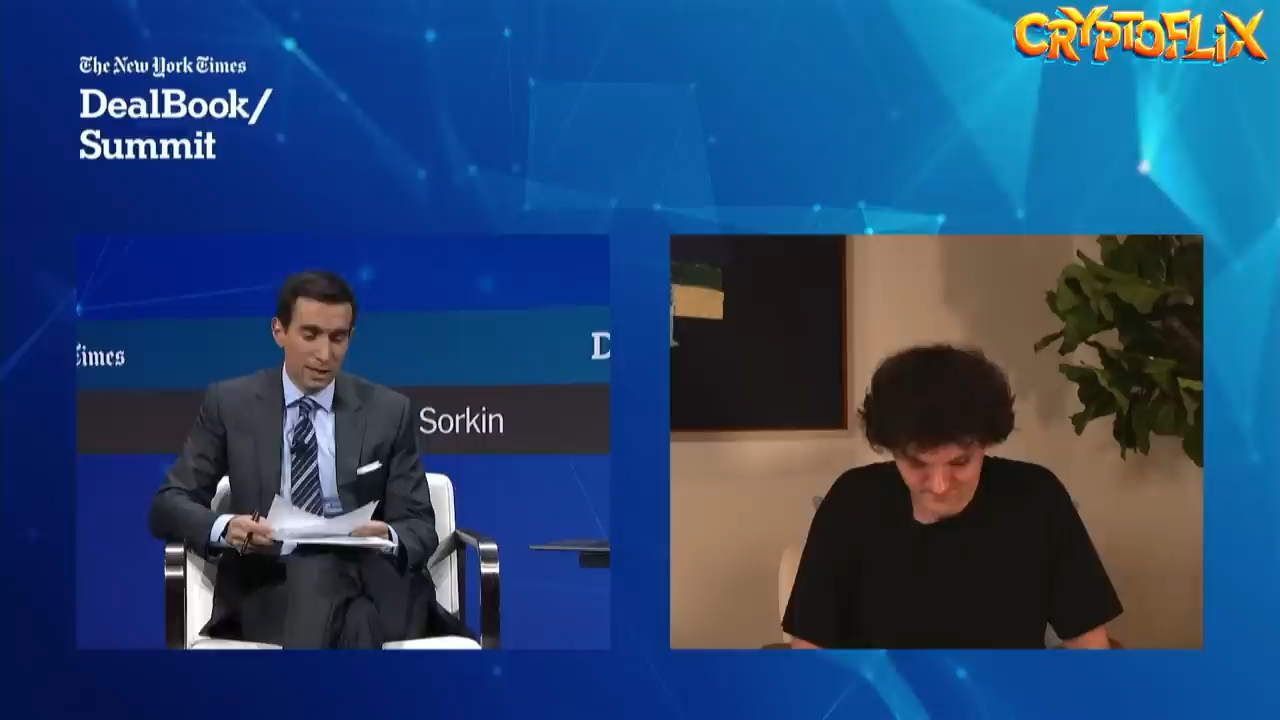 The New York Times
DealBook/
Summit
CRYPTOFLIX
Times
D
Sorkin